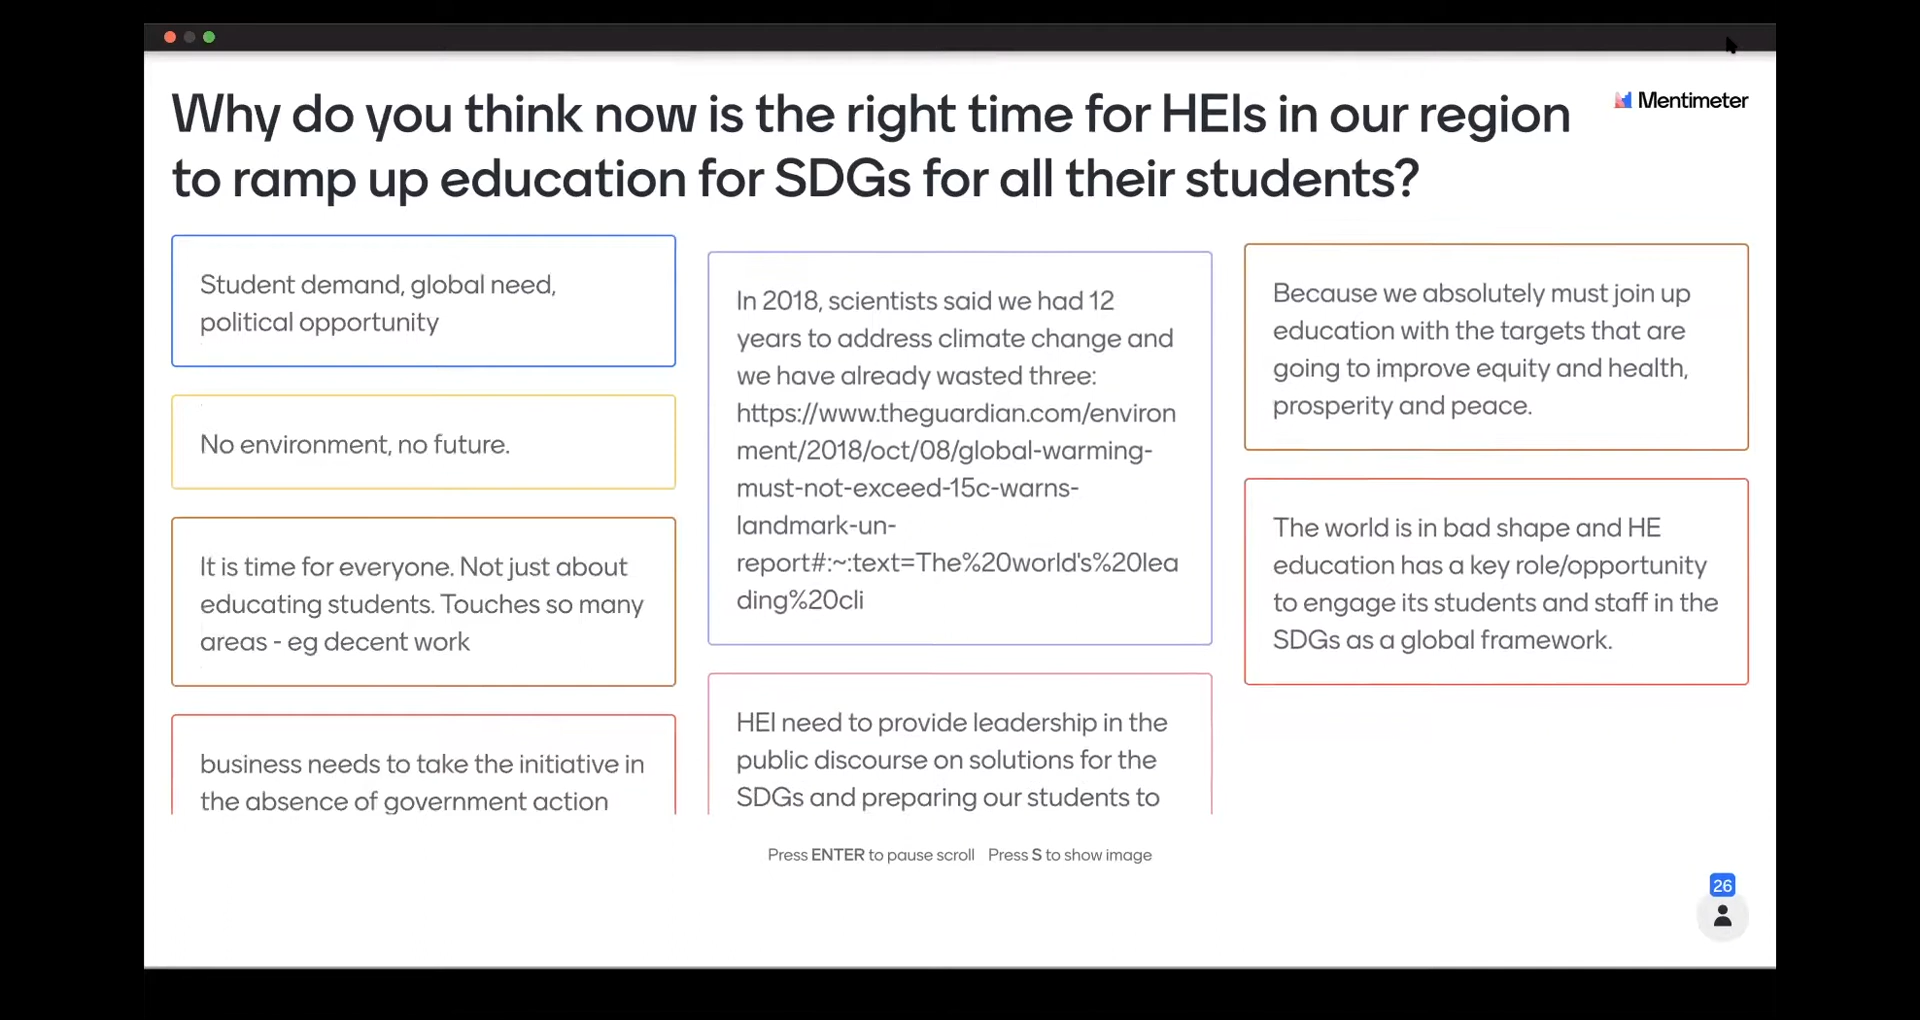 Why do you think now is the right time for HEIs in our region
to ramp up education for SDGs for all their students?
Mentimeter
Student demand, global need,
political opportunity
No environment, no future.
It is time for everyone. Not just about
educating students. Touches so many
areas - eg decent work
business needs to take the initiative in
the absence of government action
In 2018, scientists said we had 12
years to address climate change and
we have already wasted three:
https://www.theguardian.com/environ
ment/2018/oct/08/global-warming-
must-not-exceed-15c-warns-
landmark-un-
report#:~:text=The%20world's%20lea
ding%20cli
HEI need to provide leadership in the
public discourse on solutions for the
SDGs and preparing our students to
Because we absolutely must join up
education with the targets that are
going to improve equity and health,
prosperity and peace.
The world is in bad shape and HE
education has a key role/opportunity
to engage its students and staff in the
SDGs as a global framework.
Press ENTER to pause scroll Press S to show image
26